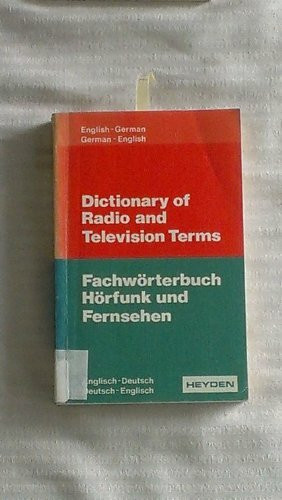 English - German
German - English
Dictionary of
Radio and
Television Terms
Fachwörterbuch
Hörfunk und
Fernsehen
Englisch - Deutsch
Deutsch - Englisch
HEYDEN